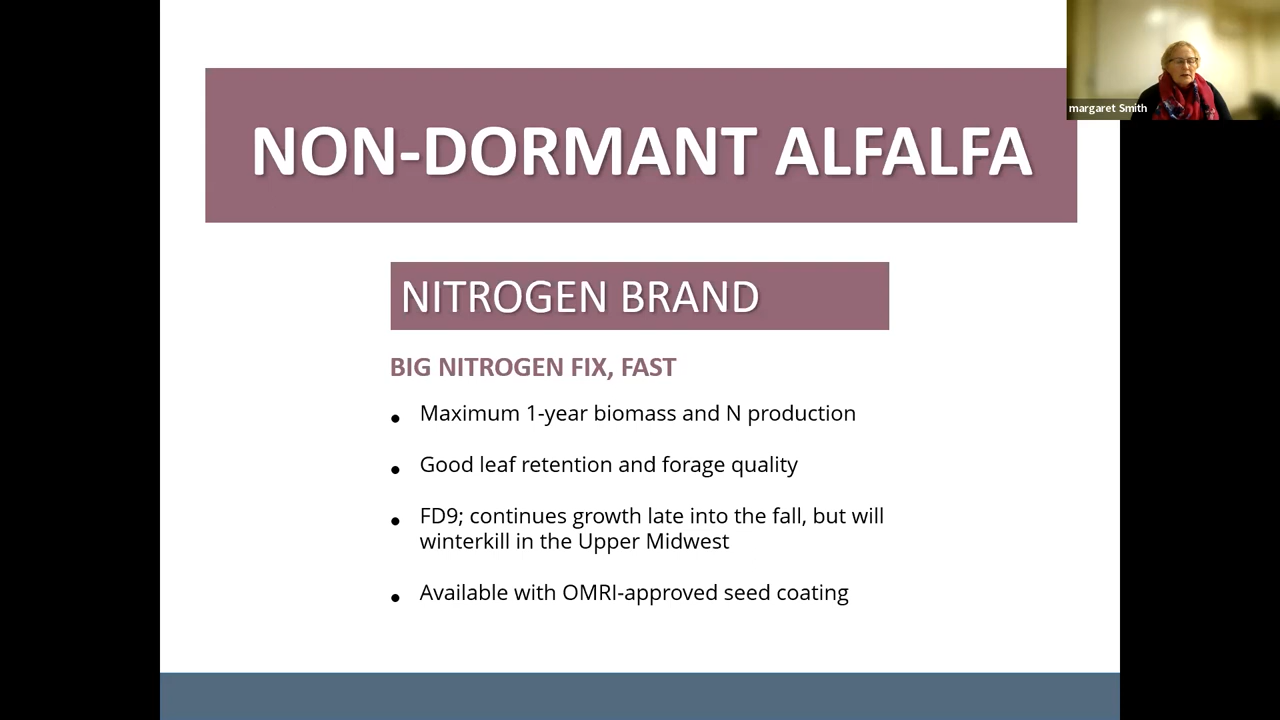 NON-DORMANT ALFALFA
margaret Smith
NITROGEN BRAND
BIG NITROGEN FIX, FAST
• Maximum 1-year biomass and N production
• Good leaf retention and forage quality
• FD9; continues growth late into the fall, but will
winterkill in the Upper Midwest
• Available with OMRI-approved seed coating